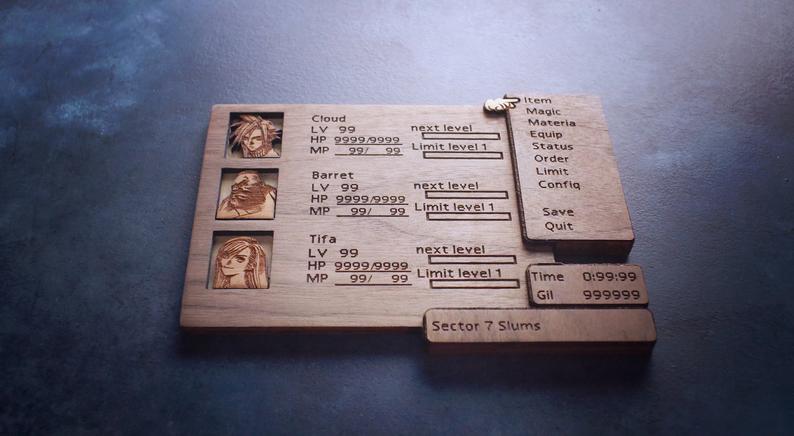 Cloud
LV 99
HP 9999/9999
MP 99/ 99
next level
Limit level 1
Barret
LV 99
HP 9999/9999
MP 99/ 99
next level
Limit level 1
Tifa
LV 99
HP 9999/9999
MP 99/ 99
next level
Limit level 1
Item
Magic
Materia
Equip
Status
Order
Limit
Config
Save
Quit
Time 0:99:99
Gil 999999
Sector 7 Slums